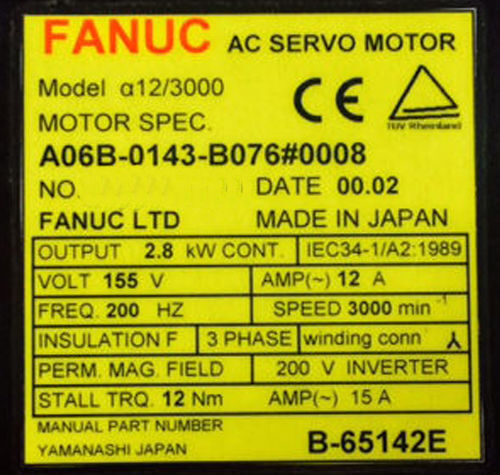 FANUC AC SERVO MOTOR
Model α12/3000
MOTOR SPEC.
TUV Rheinland
A06B-0143-B076#0008
NO. DATE 00.02
FANUC LTD MADE IN JAPAN
OUTPUT 2.8 kW CONT. IEC34-1/A2:1989
VOLT 155 V AMP(~) 12 A
FREQ. 200 HZ SPEED 3000 min⁻¹
INSULATION F 3 PHASE winding conn
PERM. MAG. FIELD 200 V INVERTER
STALL TRQ. 12 Nm AMP(~) 15 A
MANUAL PART NUMBER
YAMANASHI JAPAN B-65142E